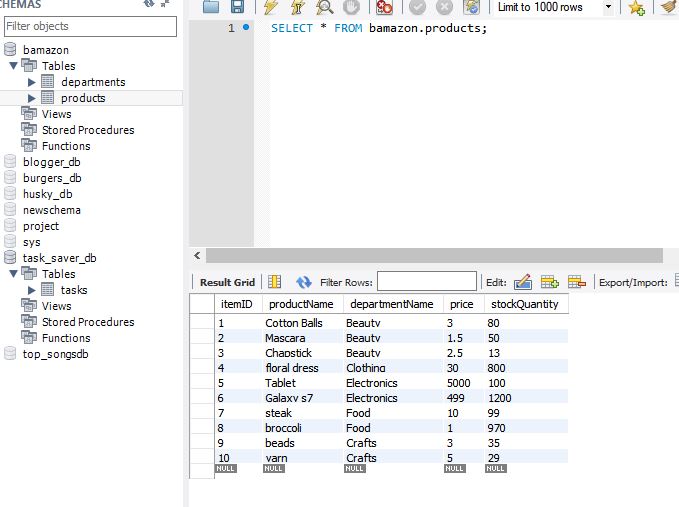 CHEMAS
Filter objects
bamazon
Tables
departments
products
Views
Stored Procedures
Functions
blogger_db
burgers_db
husky_db
newschema
project
sys
task_saver_db
Tables
tasks
Views
Stored Procedures
Functions
top_songsdb
Limit to 1000 rows
1 SELECT * FROM bamazon.products;
Result Grid Filter Rows: Edit: Export/Import:
itemID productName departmentName price stockQuantity
1 Cotton Balls Beauty 3 80
2 Mascara Beauty 1.5 50
3 Chapstick Beauty 2.5 13
4 floral dress Clothing 30 800
5 Tablet Electronics 5000 100
6 Galaxy s7 Electronics 499 1200
7 steak Food 10 99
8 broccoli Food 1 970
9 beads Crafts 3 35
10 yarn Crafts 5 29
NULL NULL NULL NULL NULL